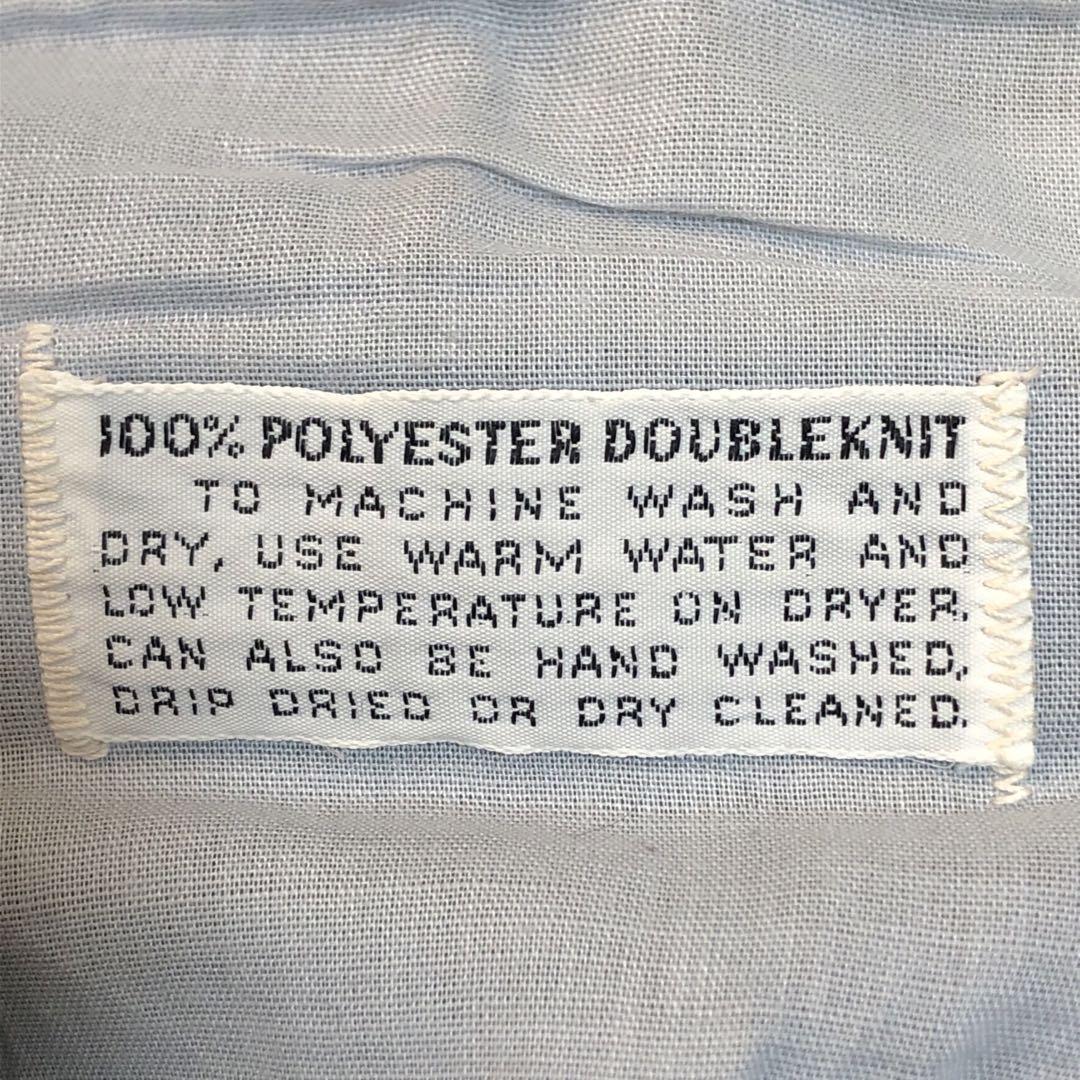 100% POLYESTER DOUBLEKNIT
TO MACHINE WASH AND
DRY, USE WARM WATER AND
LOW TEMPERATURE ON DRYER.
CAN ALSO BE HAND WASHED,
DRIP DRIED OR DRY CLEANED.